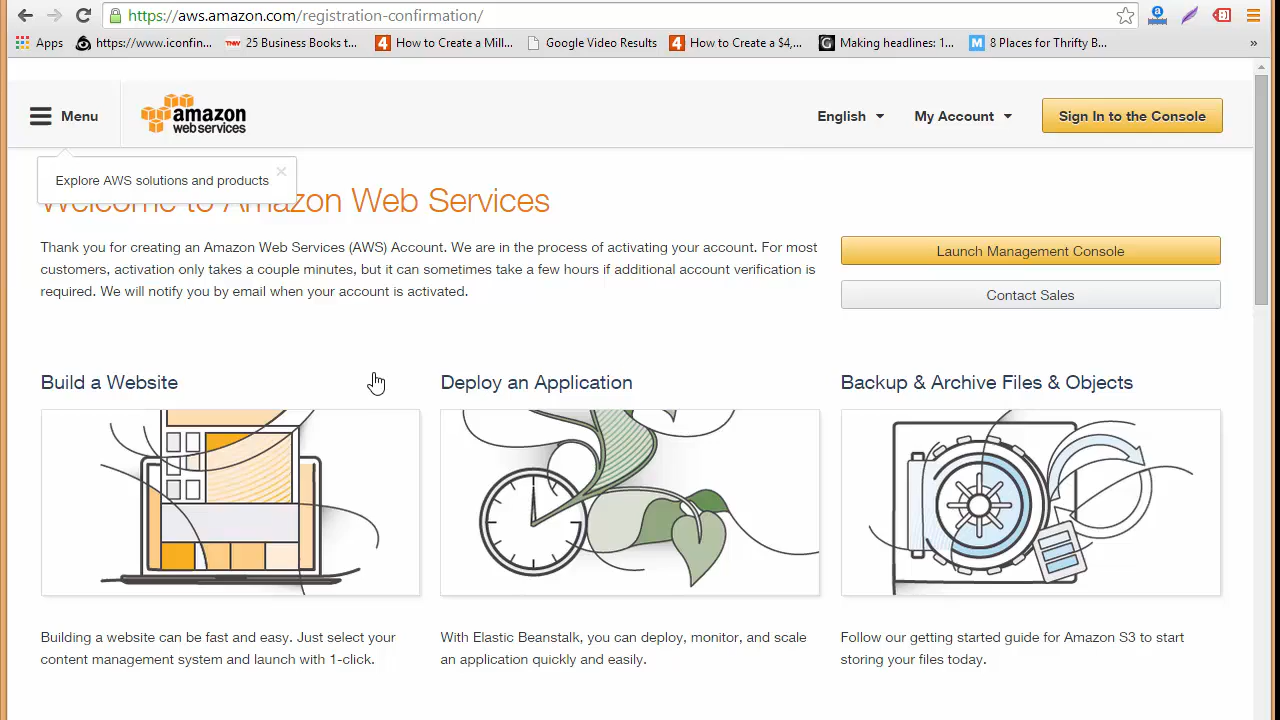 https://aws.amazon.com/registration-confirmation/
Apps https://www.iconfin... 25 Business Books t... How to Create a Mill... Google Video Results How to Create a $4,... Making headlines: 1... 8 Places for Thrifty B... »
Menu amazon web services English My Account Sign In to the Console
Explore AWS solutions and products
Welcome to Amazon Web Services
Thank you for creating an Amazon Web Services (AWS) Account. We are in the process of activating your account. For most
customers, activation only takes a couple minutes, but it can sometimes take a few hours if additional account verification is
required. We will notify you by email when your account is activated.
Launch Management Console
Contact Sales
Build a Website
Building a website can be fast and easy. Just select your
content management system and launch with 1-click.
Deploy an Application
With Elastic Beanstalk, you can deploy, monitor, and scale
an application quickly and easily.
Backup & Archive Files & Objects
Follow our getting started guide for Amazon S3 to start
storing your files today.